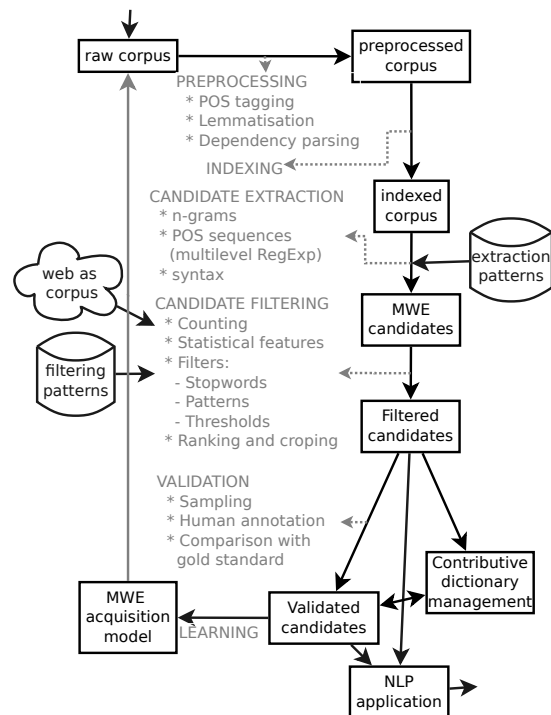 raw corpus
preprocessed
corpus
PREPROCESSING
* POS tagging
* Lemmatisation
* Dependency parsing
INDEXING
indexed
corpus
CANDIDATE EXTRACTION
* n-grams
* POS sequences
(multilevel RegExp)
* syntax
extraction
patterns
web as
corpus
MWE
candidates
CANDIDATE FILTERING
* Counting
* Statistical features
* Filters:
- Stopwords
- Patterns
- Thresholds
* Ranking and croping
filtering
patterns
Filtered
candidates
VALIDATION
* Sampling
* Human annotation
* Comparison with
gold standard
Contributive
dictionary
management
MWE
acquisition
model
LEARNING
Validated
candidates
NLP
application